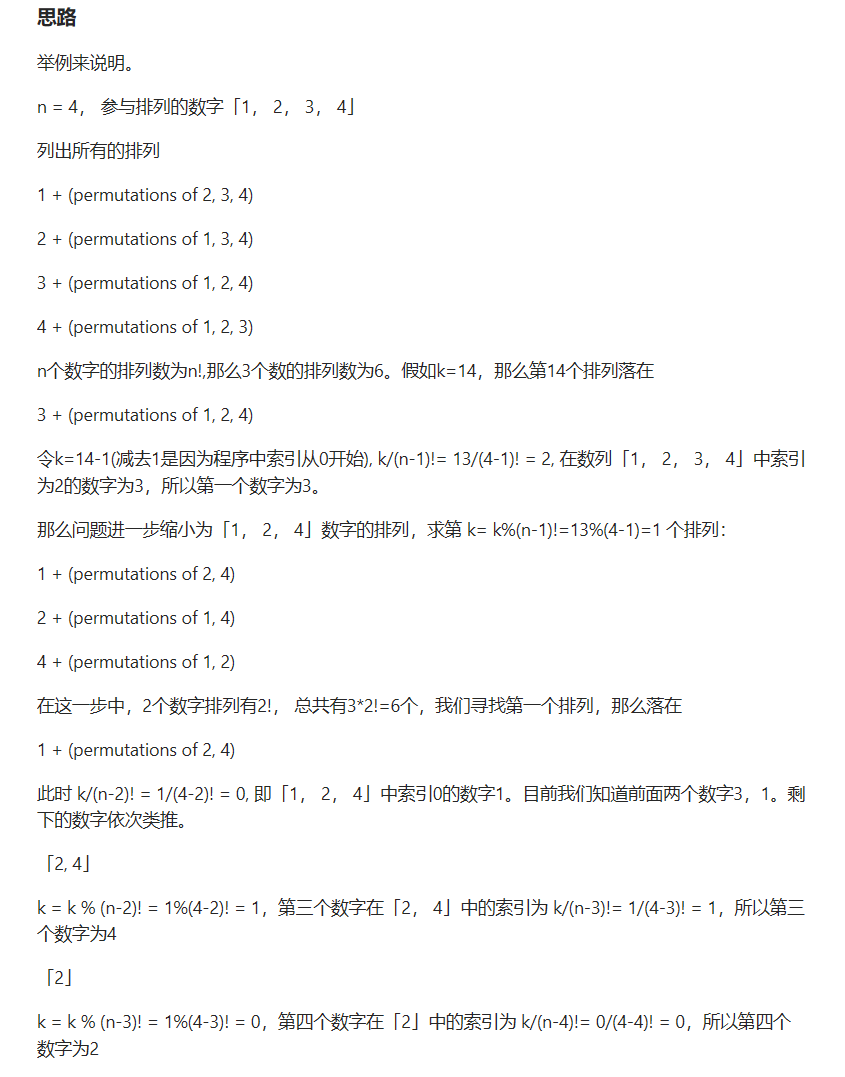 思路
举例来说明。
n = 4， 参与排列的数字「1， 2， 3， 4」
列出所有的排列
1 + (permutations of 2, 3, 4)
2 + (permutations of 1, 3, 4)
3 + (permutations of 1, 2, 4)
4 + (permutations of 1, 2, 3)
n个数字的排列数为n!,那么3个数的排列数为6。假如k=14，那么第14个排列落在
3 + (permutations of 1, 2, 4)
令k=14-1(减去1是因为程序中索引从0开始), k/(n-1)!= 13/(4-1)! = 2, 在数列「1， 2， 3， 4」中索引
为2的数字为3，所以第一个数字为3。
那么问题进一步缩小为「1， 2， 4」数字的排列，求第 k= k%(n-1)!=13%(4-1)=1 个排列：
1 + (permutations of 2, 4)
2 + (permutations of 1, 4)
4 + (permutations of 1, 2)
在这一步中，2个数字排列有2!， 总共有3*2!=6个，我们寻找第一个排列，那么落在
1 + (permutations of 2, 4)
此时 k/(n-2)! = 1/(4-2)! = 0, 即「1， 2， 4」中索引0的数字1。目前我们知道前面两个数字3，1。剩
下的数字依次类推。
「2, 4」
k = k % (n-2)! = 1%(4-2)! = 1，第三个数字在「2， 4」中的索引为 k/(n-3)!= 1/(4-3)! = 1，所以第三
个数字为4
「2」
k = k % (n-3)! = 1%(4-3)! = 0，第四个数字在「2」中的索引为 k/(n-4)!= 0/(4-4)! = 0，所以第四个
数字为2